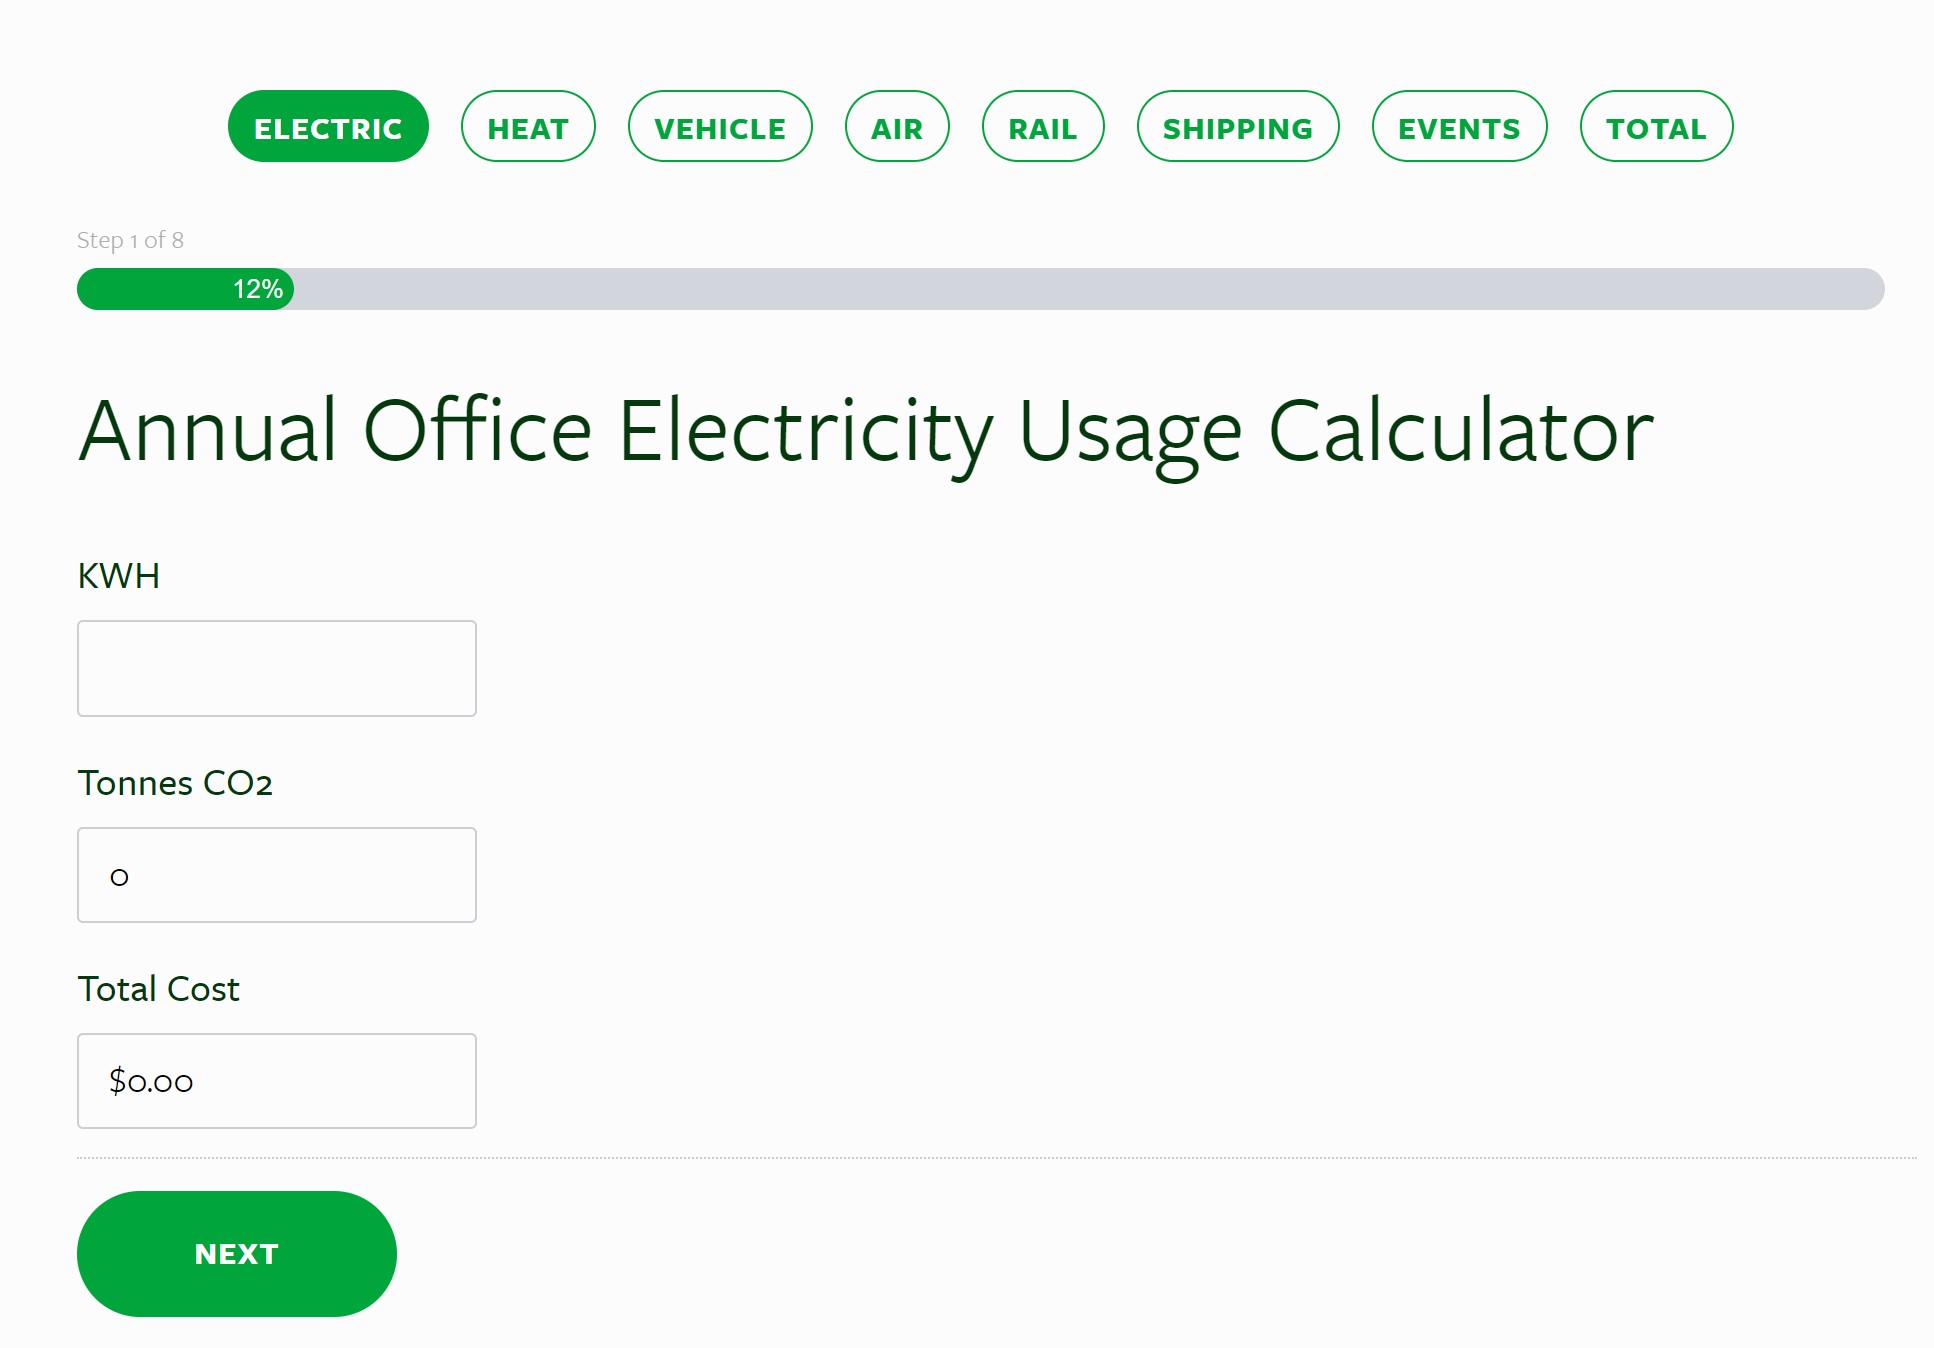 ELECTRIC HEAT VEHICLE AIR RAIL SHIPPING EVENTS TOTAL
Step 1 of 8
12%
Annual Office Electricity Usage Calculator
KWH
Tonnes CO2
0
Total Cost
$0.00
NEXT